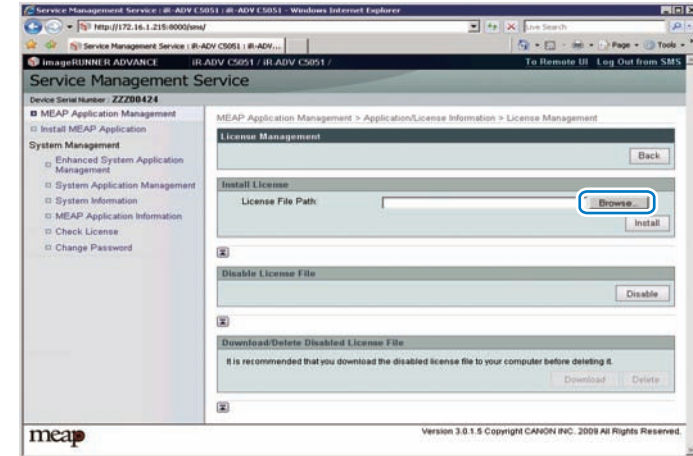 Service Management Service : iR-ADV C5051 : iR-ADV C5051 - Windows Internet Explorer
http://172.16.1.215:8000/sms/
Live Search
Service Management Service : iR-ADV C5051 : iR-ADV...
Page
Tools
imageRUNNER ADVANCE
iR-ADV C5051 / iR-ADV C5051 /
To Remote UI Log Out from SMS
Service Management Service
Device Serial Number : ZZZ00424
MEAP Application Management
Install MEAP Application
System Management
Enhanced System Application
Management
System Application Management
System Information
MEAP Application Information
Check License
Change Password
MEAP Application Management > Application/License Information > License Management
License Management
Back
Install License
License File Path:
Browse...
Install
Disable License File
Disable
Download/Delete Disabled License File
It is recommended that you download the disabled license file to your computer before deleting it.
Download Delete
meap
Version 3.0.1.5 Copyright CANON INC. 2009 All Rights Reserved.